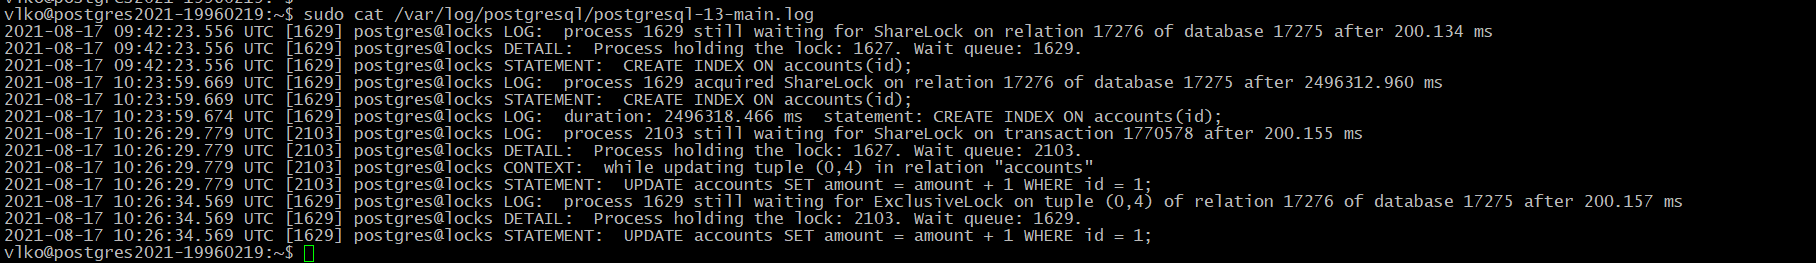 vlko@postgres2021-19960219:~$ sudo cat /var/log/postgresql/postgresql-13-main.log
2021-08-17 09:42:23.556 UTC [1629] postgres@locks LOG:  process 1629 still waiting for ShareLock on relation 17276 of database 17275 after 200.134 ms
2021-08-17 09:42:23.556 UTC [1629] postgres@locks DETAIL:  Process holding the lock: 1627. Wait queue: 1629.
2021-08-17 09:42:23.556 UTC [1629] postgres@locks STATEMENT:  CREATE INDEX ON accounts(id);
2021-08-17 10:23:59.669 UTC [1629] postgres@locks LOG:  process 1629 acquired ShareLock on relation 17276 of database 17275 after 2496312.960 ms
2021-08-17 10:23:59.669 UTC [1629] postgres@locks STATEMENT:  CREATE INDEX ON accounts(id);
2021-08-17 10:23:59.674 UTC [1629] postgres@locks LOG:  duration: 2496318.466 ms  statement: CREATE INDEX ON accounts(id);
2021-08-17 10:26:29.779 UTC [2103] postgres@locks LOG:  process 2103 still waiting for ShareLock on transaction 1770578 after 200.155 ms
2021-08-17 10:26:29.779 UTC [2103] postgres@locks DETAIL:  Process holding the lock: 1627. Wait queue: 2103.
2021-08-17 10:26:29.779 UTC [2103] postgres@locks CONTEXT:  while updating tuple (0,4) in relation "accounts"
2021-08-17 10:26:29.779 UTC [2103] postgres@locks STATEMENT:  UPDATE accounts SET amount = amount + 1 WHERE id = 1;
2021-08-17 10:26:34.569 UTC [1629] postgres@locks LOG:  process 1629 still waiting for ExclusiveLock on tuple (0,4) of relation 17276 of database 17275 after 200.157 ms
2021-08-17 10:26:34.569 UTC [1629] postgres@locks DETAIL:  Process holding the lock: 2103. Wait queue: 1629.
2021-08-17 10:26:34.569 UTC [1629] postgres@locks STATEMENT:  UPDATE accounts SET amount = amount + 1 WHERE id = 1;
vlko@postgres2021-19960219:~$